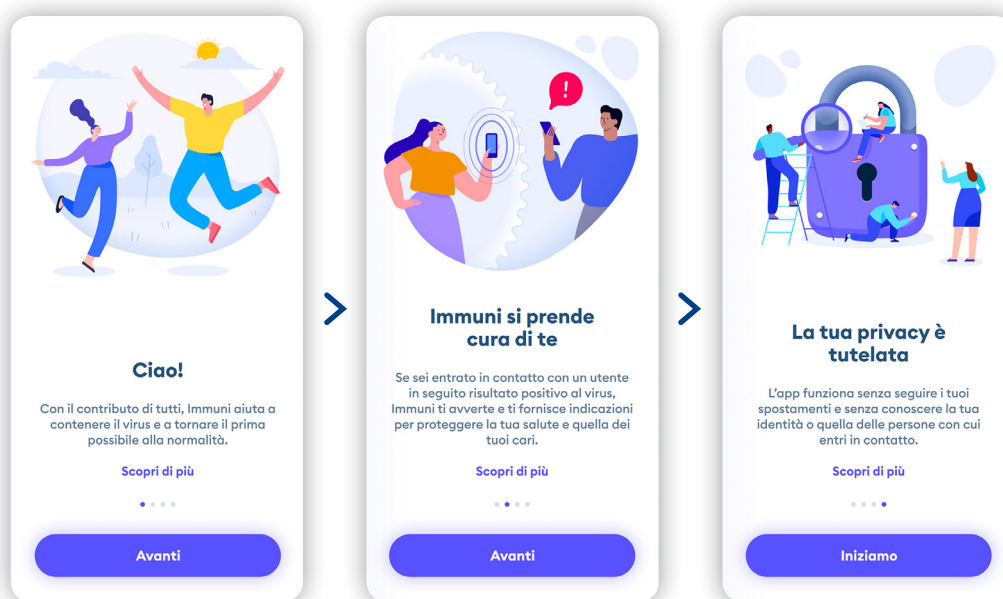 !
Ciao!
Con il contributo di tutti, Immuni aiuta a
contenere il virus e a tornare il prima
possibile alla normalità.
Scopri di più
Avanti
Immuni si prende
cura di te
Se sei entrato in contatto con un utente
in seguito risultato positivo al virus,
Immuni ti avverte e ti fornisce indicazioni
per proteggere la tua salute e quella dei
tuoi cari.
Scopri di più
Avanti
La tua privacy è
tutelata
L'app funziona senza seguire i tuoi
spostamenti e senza conoscere la tua
identità o quella delle persone con cui
entri in contatto.
Scopri di più
Iniziamo